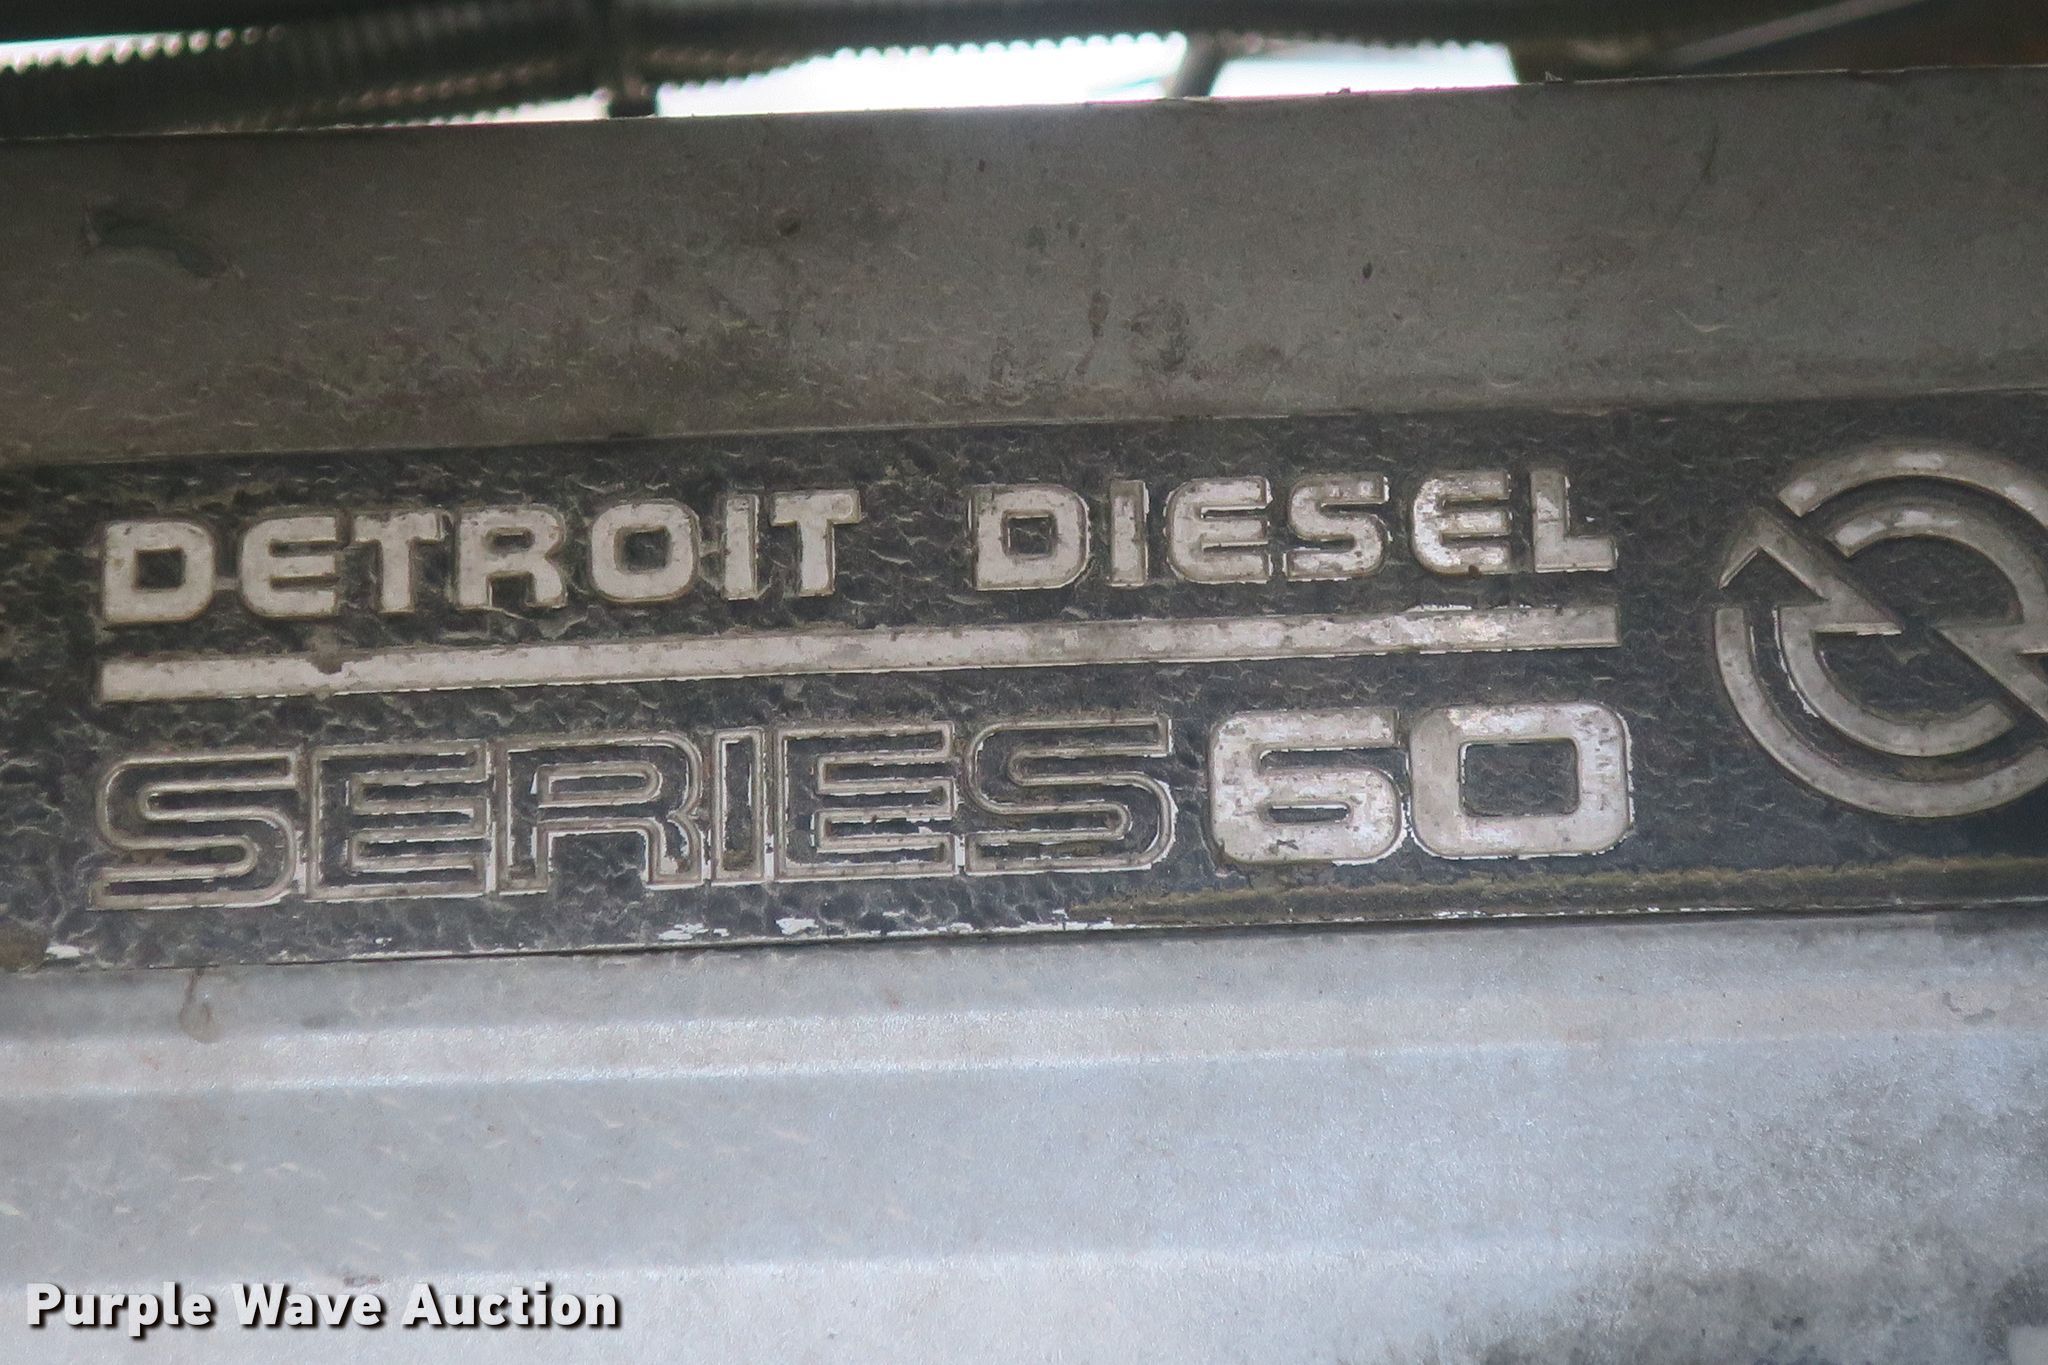 DETROIT DIESEL
SERIES 60
Purple Wave Auction